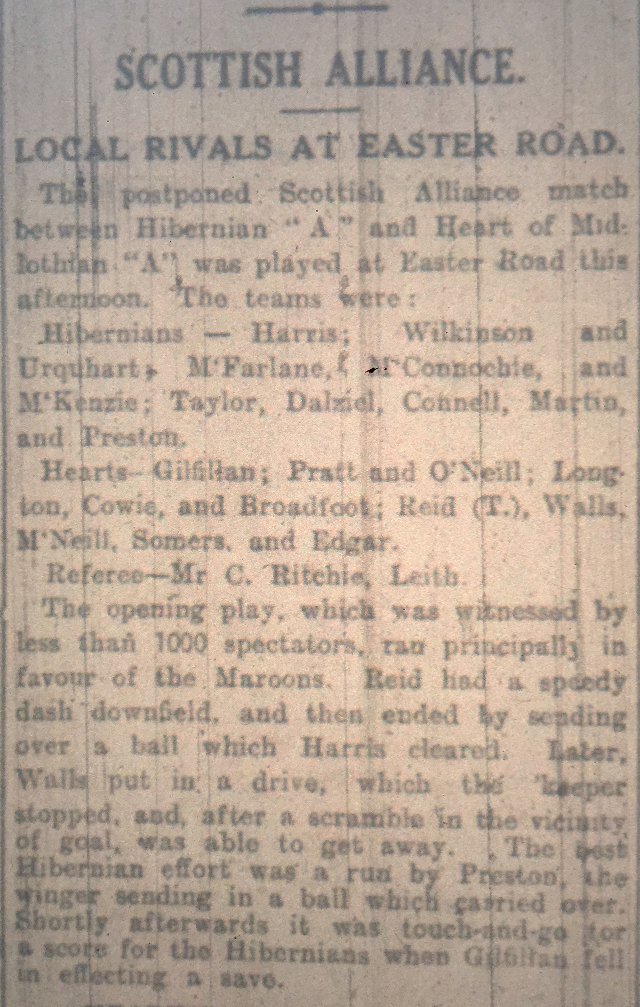 SCOTTISH ALLIANCE.
LOCAL RIVALS AT EASTER ROAD.
The postponed Scottish Alliance match
between Hibernian "A" and Heart of Mid-
lothian "A" was played at Easter Road this
afternoon. The teams were:
Hibernians — Harris; Wilkinson and
Urquhart; M'Farlane, M'Connochie, and
M'Kenzie; Taylor, Dalziel, Connell, Martin,
and Preston.
Hearts—Gilfillan; Pratt and O'Neill; Long-
ton, Cowie, and Broadfoot; Reid (T.), Walls,
M'Neill, Somers, and Edgar.
Referee—Mr C. Ritchie, Leith.
The opening play, which was witnessed by
less than 1000 spectators, ran principally in
favour of the Maroons. Reid had a speedy
dash downfield, and then ended by sending
over a ball which Harris cleared. Later,
Walls put in a drive, which the 'keeper
stopped, and, after a scramble in the vicinity
of goal, was able to get away. The best
Hibernian effort was a run by Preston, the
winger sending in a ball which carried over.
Shortly afterwards it was touch-and-go for
a score for the Hibernians when Gilfillan fell
in effecting a save.